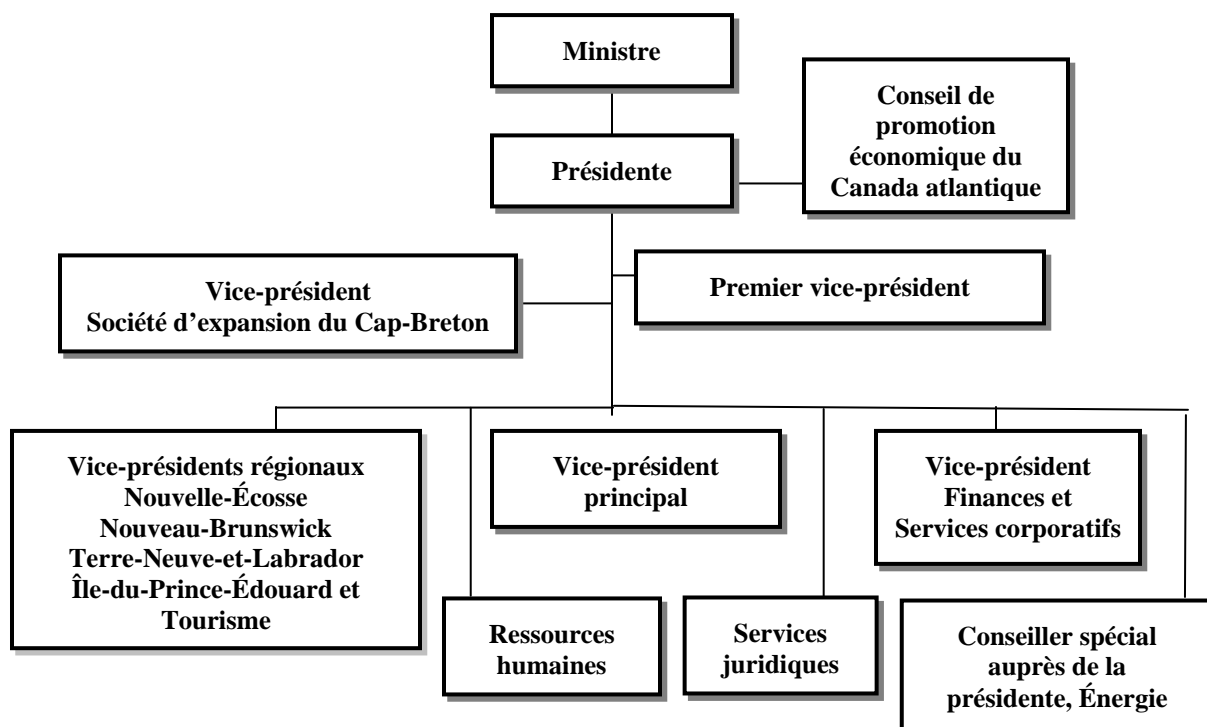 Ministre
Conseil de
promotion
économique du
Canada atlantique
Présidente
Vice-président
Société d’expansion du Cap-Breton
Premier vice-président
Vice-présidents régionaux
Nouvelle-Écosse
Nouveau-Brunswick
Terre-Neuve-et-Labrador
Île-du-Prince-Édouard et
Tourisme
Vice-président
principal
Vice-président
Finances et
Services corporatifs
Ressources
humaines
Services
juridiques
Conseiller spécial
auprès de la
présidente, Énergie